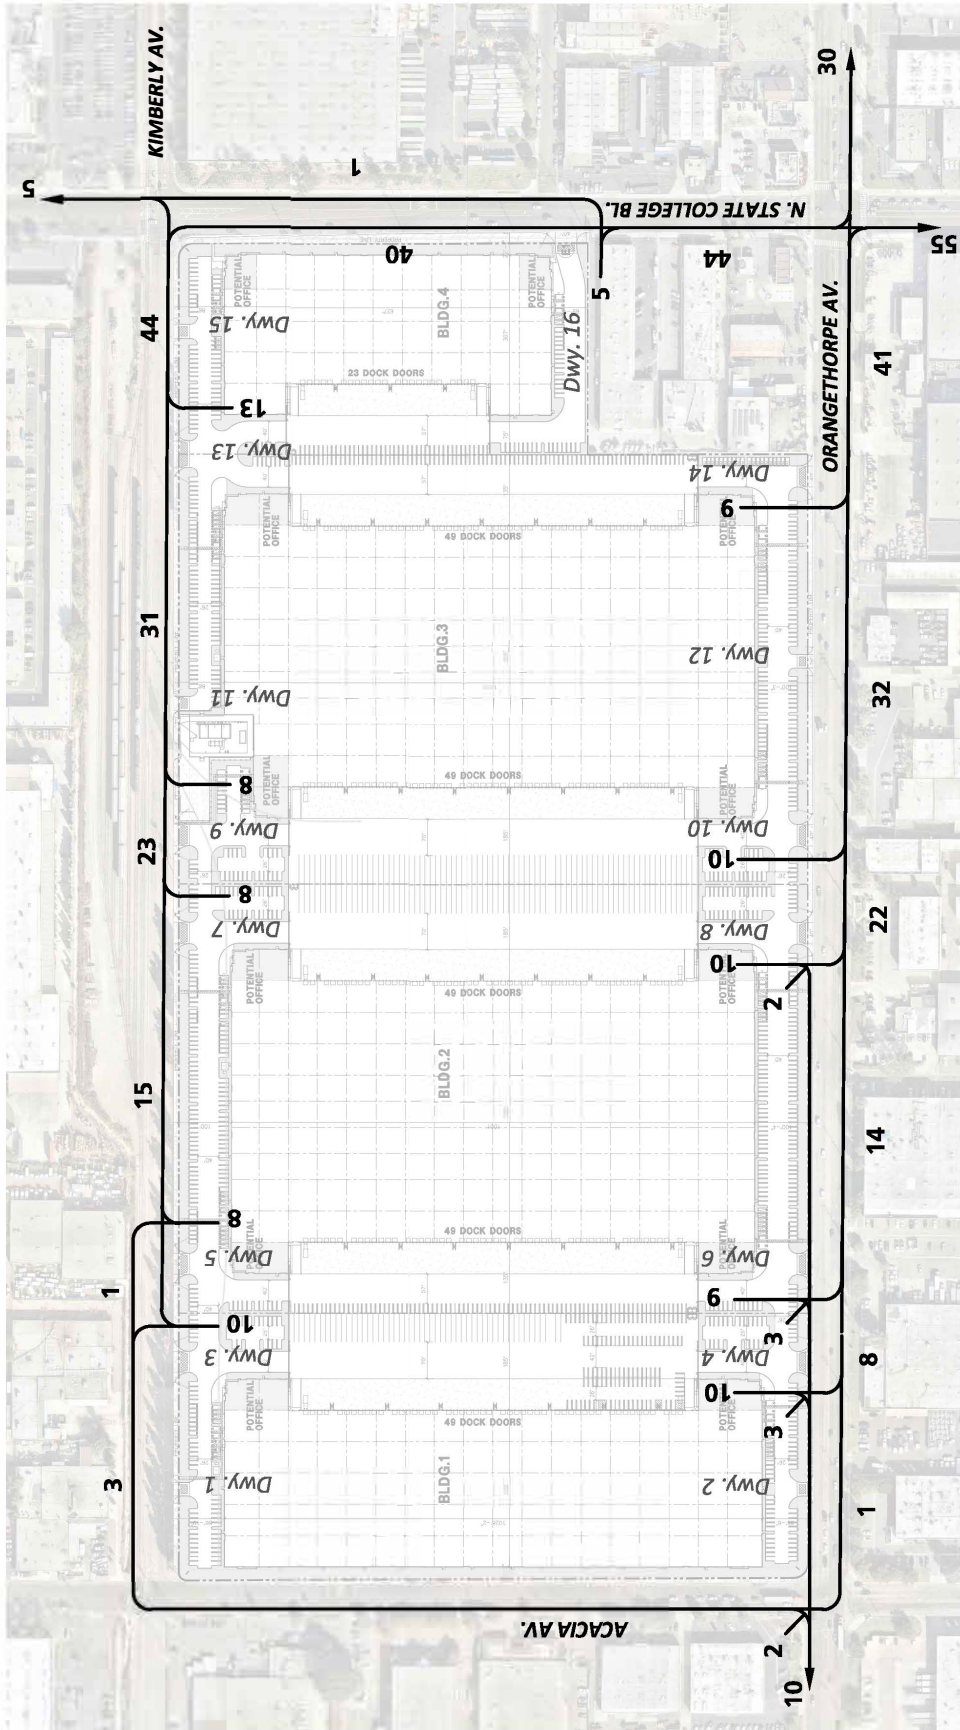 KIMBERLY AV.
5
1
30
N. STATE COLLEGE BL.
40
44
55
5
44
POTENTIAL
OFFICE
Dwy. 15
BLDG.4
POTENTIAL
OFFICE
Dwy. 16
ORANGETHORPE AV.
41
23 DOCK DOORS
13
Dwy. 13
Dwy. 14
POTENTIAL
OFFICE
49 DOCK DOORS
9
POTENTIAL
OFFICE
31
BLDG.3
Dwy. 12
Dwy. 11
32
8
POTENTIAL
OFFICE
49 DOCK DOORS
POTENTIAL
OFFICE
Dwy. 9
Dwy. 10
23
10
8
22
Dwy. 7
Dwy. 8
POTENTIAL
OFFICE
49 DOCK DOORS
10
POTENTIAL
OFFICE
2
15
BLDG.2
14
8
POTENTIAL
OFFICE
49 DOCK DOORS
POTENTIAL
OFFICE
Dwy. 5
Dwy. 6
1
9
3
10
Dwy. 3
Dwy. 4
8
10
POTENTIAL
OFFICE
49 DOCK DOORS
POTENTIAL
OFFICE
3
3
Dwy. 1
BLDG.1
Dwy. 2
1
ACACIA AV.
2
10